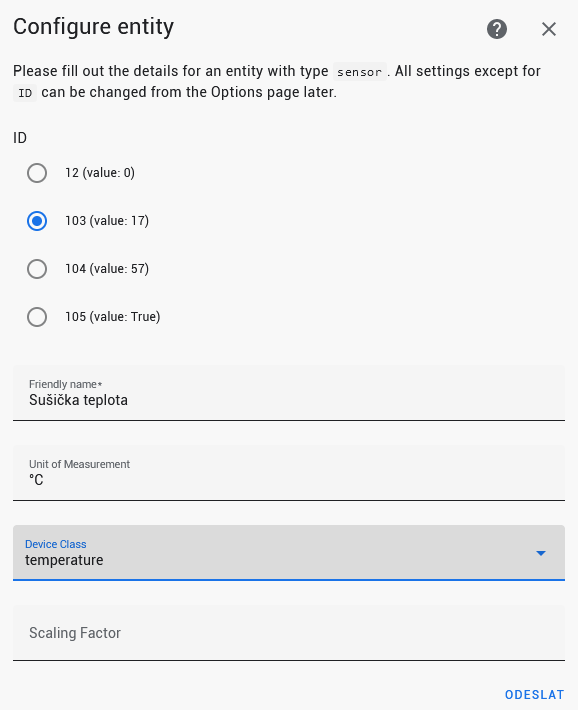 Configure entity
Please fill out the details for an entity with type sensor. All settings except for
ID can be changed from the Options page later.
ID
12 (value: 0)
103 (value: 17)
104 (value: 57)
105 (value: True)
Friendly name*
Sušička teplota
Unit of Measurement
°C
Device Class
temperature
Scaling Factor
ODESLAT